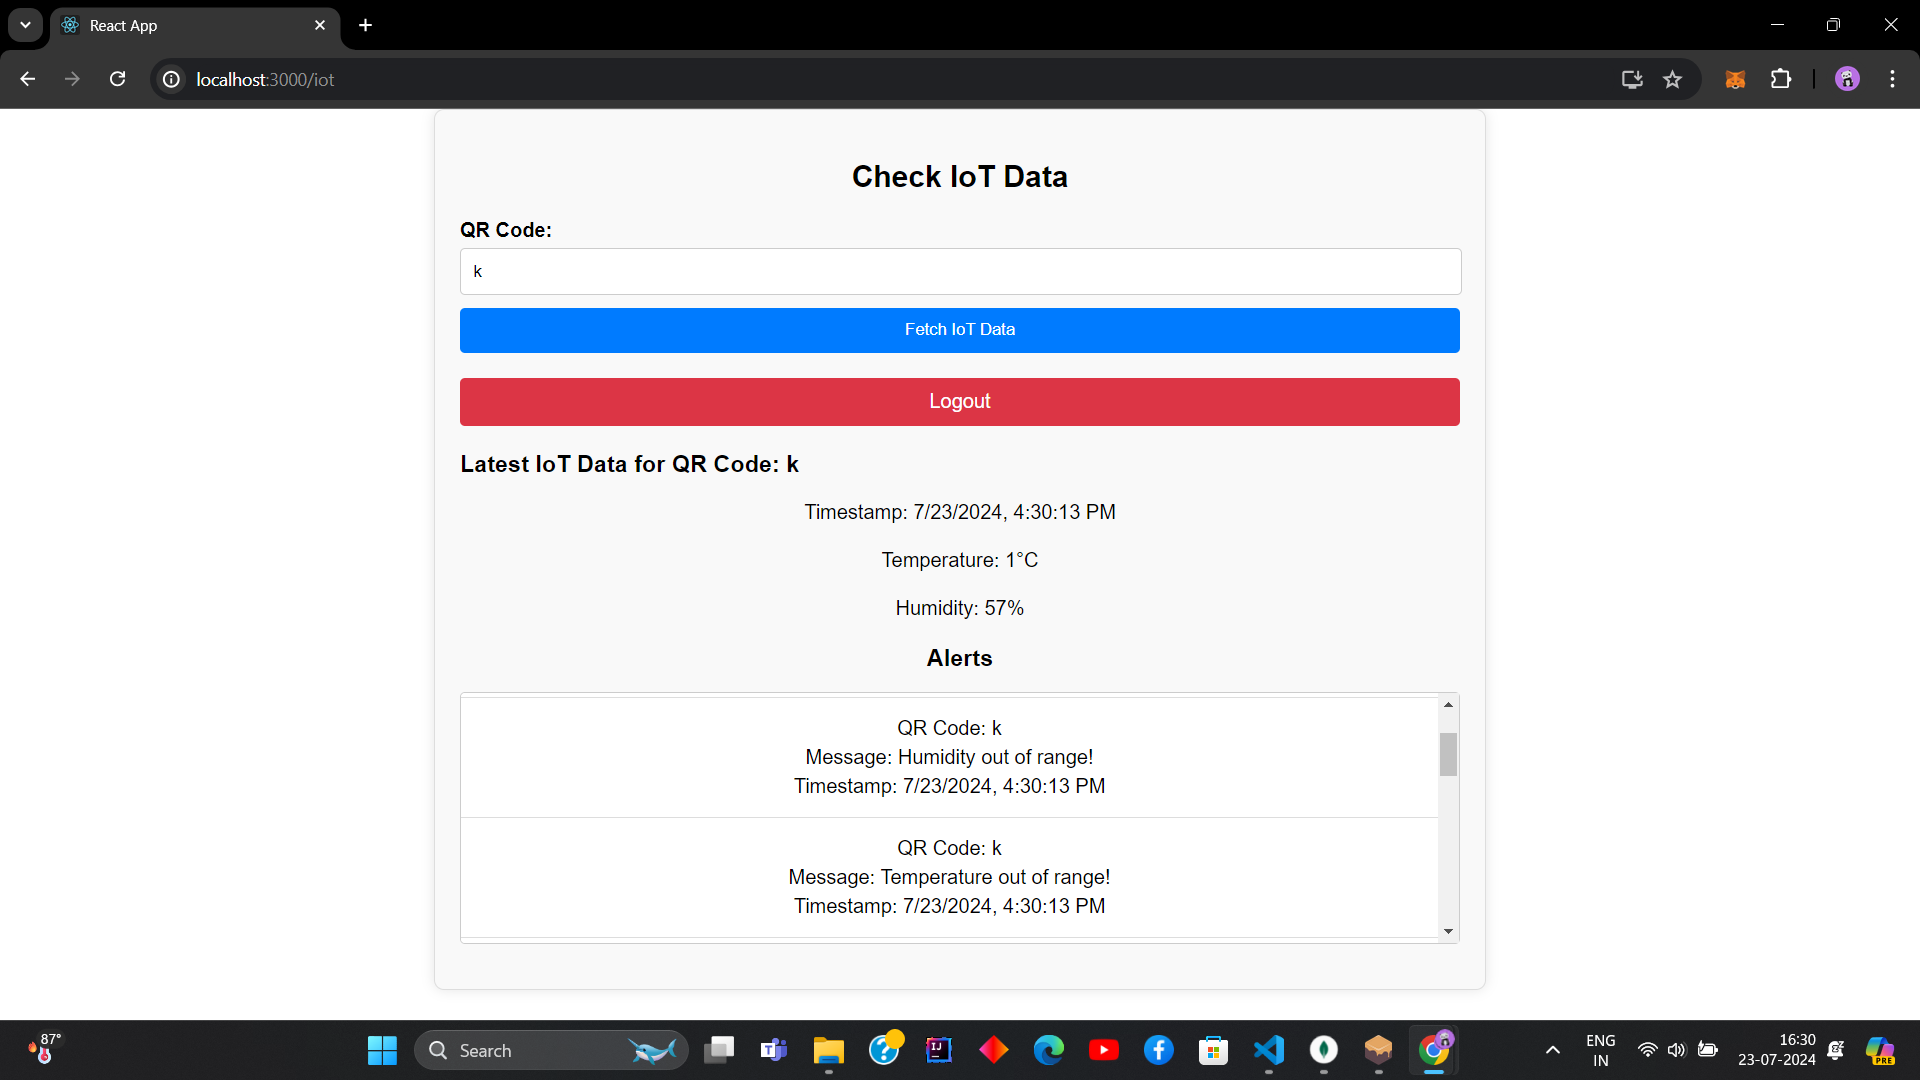 React App
localhost:3000/iot
Check IoT Data
QR Code:
k
Fetch IoT Data
Logout
Latest IoT Data for QR Code: k
Timestamp: 7/23/2024, 4:30:13 PM
Temperature: 1°C
Humidity: 57%
Alerts
QR Code: k
Message: Humidity out of range!
Timestamp: 7/23/2024, 4:30:13 PM
QR Code: k
Message: Temperature out of range!
Timestamp: 7/23/2024, 4:30:13 PM
87°
Search
ENG
IN
16:30
23-07-2024
PRE